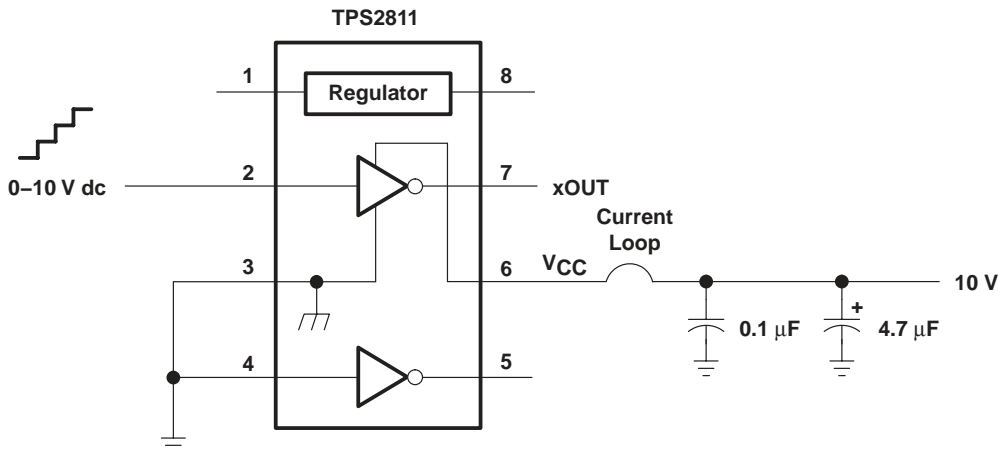 TPS2811
1
8
Regulator
0–10 V dc
2
7
xOUT
Current
Loop
3
6
VCC
10 V
+
0.1 μF
4.7 μF
4
5